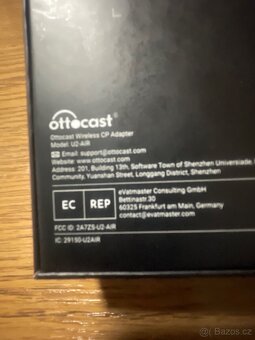 ottocast
Ottocast Wireless CP Adapter
Model: U2-AIR
Email: support@ottocast.com
Website: www.ottocast.com
Address: 201, Building 13th, Software Town of Shenzhen Universiade,
Community, Yuanshan Street, Longgang District, Shenzhen
EC REP
eVatmaster Consulting GmbH
Bettinastr.30
60325 Frankfurt am Main, Germany
contact@evatmaster.com
FCC ID: 2A7ZS-U2-AIR
IC: 29150-U2AIR
sbazar.cz